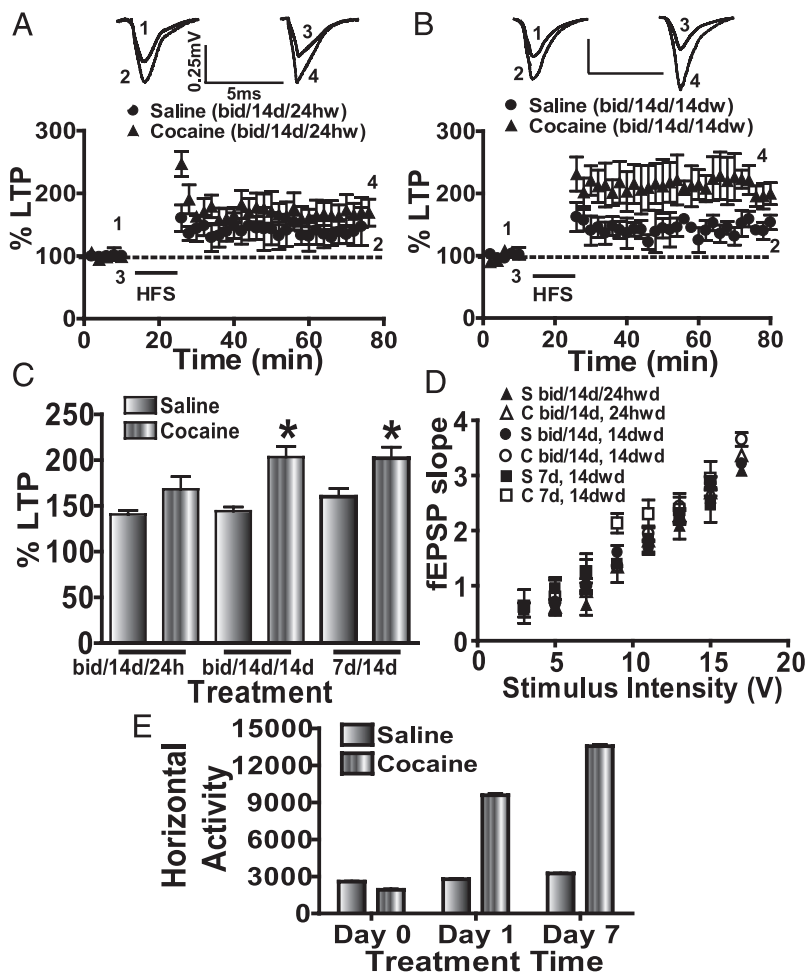 A
1
2
3
4
0.25mV
5ms
Saline (bid/14d/24hw)
Cocaine (bid/14d/24hw)
% LTP
300
200
100
0
1
3
4
2
HFS
0 20 40 60 80
Time (min)
B
1
2
3
4
Saline (bid/14d/14dw)
Cocaine (bid/14d/14dw)
% LTP
300
200
100
0
1
3
4
2
HFS
0 20 40 60 80
Time (min)
C
Saline
Cocaine
% LTP
250
200
150
100
50
0
* *
bid/14d/24h bid/14d/14d 7d/14d
Treatment
D
S bid/14d/24hwd
C bid/14d, 24hwd
S bid/14d, 14dwd
C bid/14d, 14dwd
S 7d, 14dwd
C 7d, 14dwd
fEPSP slope
4
3
2
1
0
0 5 10 15 20
Stimulus Intensity (V)
E
Saline
Cocaine
Horizontal
Activity
15000
12000
9000
6000
3000
0
Day 0 Day 1 Day 7
Treatment Time